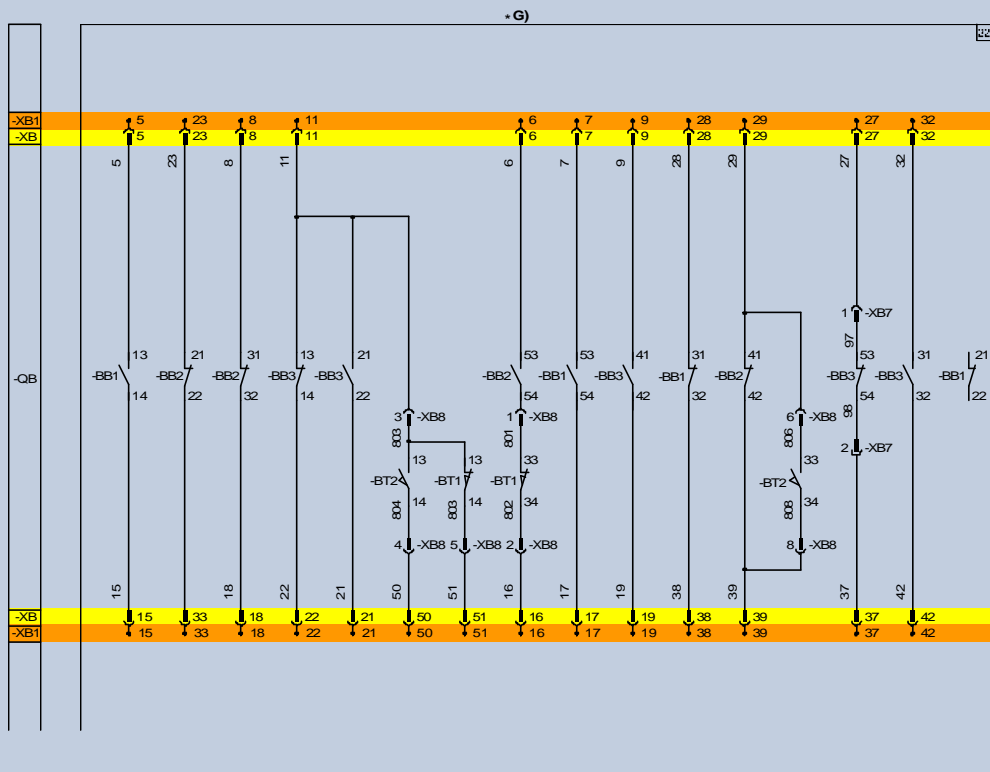 *G)
-XB1 5 23 8 11 6 7 9 28 29 27 32
-XB 5 23 8 11 6 7 9 28 29 27 32
5 23 8 11 6 7 9 28 29 27 32
1 -XB7
97
13 21 31 13 21 53 53 41 31 41 53 31 21
-QB -BB1 -BB2 -BB2 -BB3 -BB3 -BB2 -BB1 -BB3 -BB1 -BB2 -BB3 -BB3 -BB1
14 22 32 14 22 54 54 42 32 42 54 32 22
98
3 -XB8 1 -XB8 6 -XB8
803 801 806
2 -XB7
13 13 33 33
-BT2 -BT1 -BT1 -BT2
14 14 34 34
804 803 802 808
4 -XB8 5 -XB8 2 -XB8 8 -XB8
15 18 22 21 50 51 16 17 19 38 39 37 42
-XB 15 33 18 22 21 50 51 16 17 19 38 39 37 42
-XB1 15 33 18 22 21 50 51 16 17 19 38 39 37 42